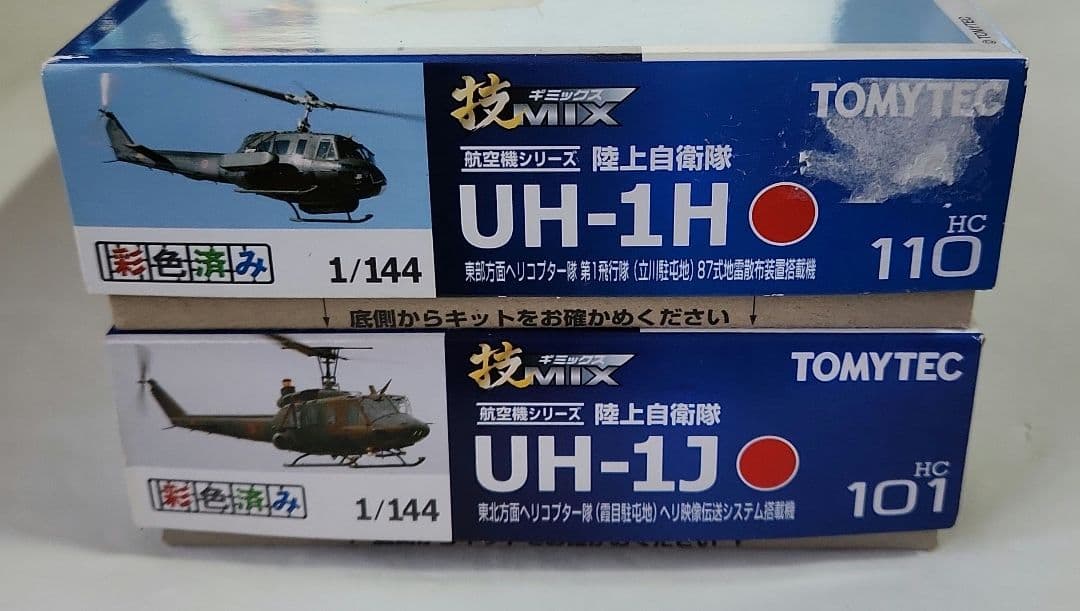 © TOMYTEC
技
ギミックス
MIX
TOMYTEC
航空機シリーズ 陸上自衛隊
UH-1H
HC
110
彩色済み
1/144
東部方面ヘリコプター隊 第1飛行隊（立川駐屯地）87式地雷散布装置搭載機
底側からキットをお確かめください
技
ギミックス
MIX
TOMYTEC
航空機シリーズ 陸上自衛隊
UH-1J
HC
101
彩色済み
1/144
東北方面ヘリコプター隊（霞目駐屯地）ヘリ映像伝送システム搭載機